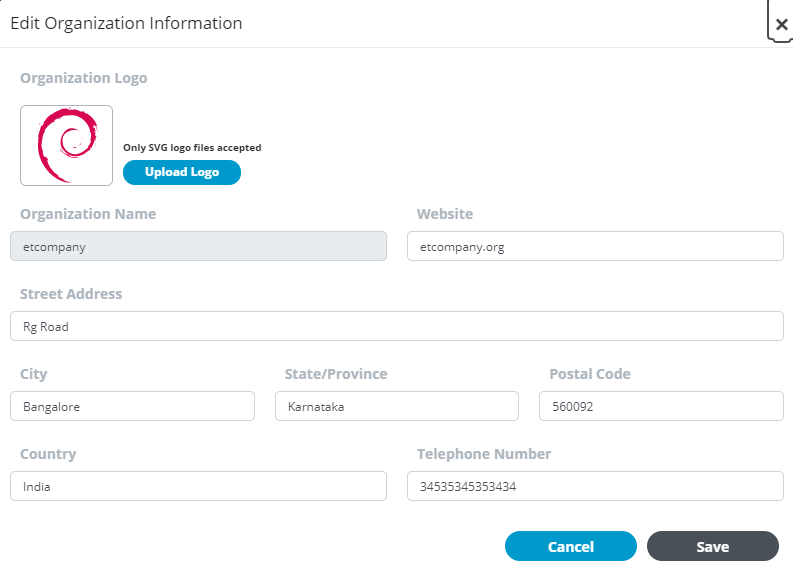 Edit Organization Information
Organization Logo
Only SVG logo files accepted
Upload Logo
Organization Name Website
etcompany etcompany.org
Street Address
Rg Road
City State/Province Postal Code
Bangalore Karnataka 560092
Country Telephone Number
India 34535345353434
Cancel Save